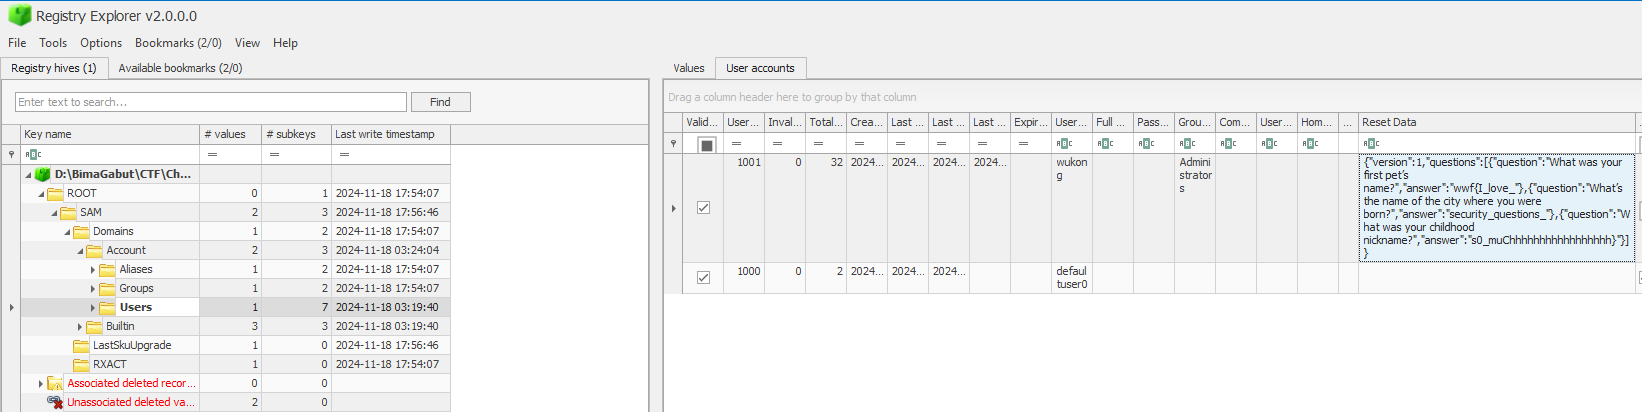 Registry Explorer v2.0.0.0
File Tools Options Bookmarks (2/0) View Help
Registry hives (1) Available bookmarks (2/0)
Values User accounts
Enter text to search... Find
Drag a column header here to group by that column
Key name # values # subkeys Last write timestamp
D:\BimaGabut\CTF\Ch...
ROOT 0 1 2024-11-18 17:54:07
SAM 2 3 2024-11-18 17:56:46
Domains 1 2 2024-11-18 17:54:07
Account 2 3 2024-11-18 03:24:04
Aliases 1 2 2024-11-18 17:54:07
Groups 1 2 2024-11-18 17:54:07
Users 1 7 2024-11-18 03:19:40
Builtin 3 3 2024-11-18 03:19:40
LastSkuUpgrade 1 0 2024-11-18 17:56:46
RXACT 1 0 2024-11-18 17:54:07
Associated deleted recor... 0 0
Unassociated deleted va... 2 0
Valid... User... Inval... Total... Crea... Last ... Last ... Last ... Expir... User... Full ... Pass... Grou... Com... User... Hom... ... Reset Data
1001 0 32 2024... 2024... 2024... 2024...
wukon
g
Admini
strator
s
{"version":1,"questions":[{"question":"What was your
first pet’s
name?","answer":"wwf{I_love_"},{"question":"What’s
the name of the city where you were
born?","answer":"security_questions_"},{"question":"W
hat was your childhood
nickname?","answer":"s0_muChhhhhhhhhhhhhhhhh}"}]
}
1000 0 2 2024... 2024... 2024...
defaul
tuser0